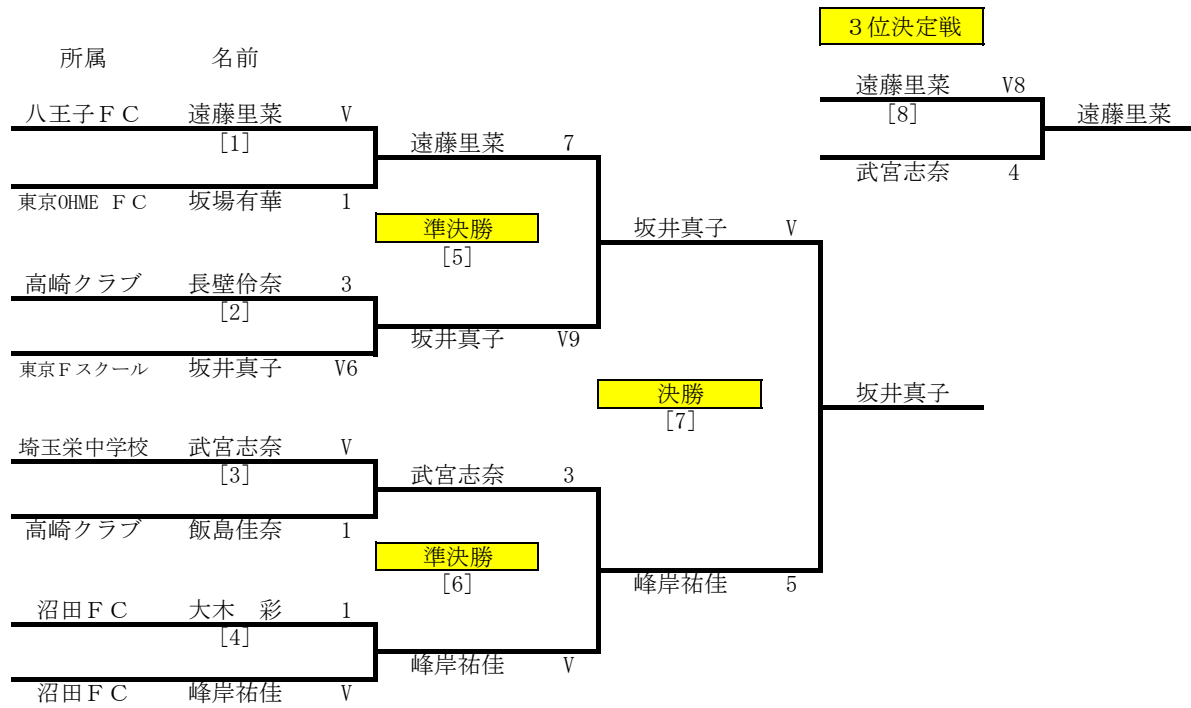 ３位決定戦
所属 名前
遠藤里菜 V8
八王子ＦＣ 遠藤里菜 V
[8] 遠藤里菜
[1] 遠藤里菜 7
武宮志奈 4
東京OHME ＦＣ 坂場有華 1
準決勝 坂井真子 V
[5]
高崎クラブ 長壁伶奈 3
[2]
坂井真子 V9
東京Ｆスクール 坂井真子 V6
決勝 坂井真子
[7]
埼玉栄中学校 武宮志奈 V
[3] 武宮志奈 3
高崎クラブ 飯島佳奈 1
準決勝
[6] 峰岸祐佳 5
沼田ＦＣ 大木　彩 1
[4]
峰岸祐佳 V
沼田ＦＣ 峰岸祐佳 V